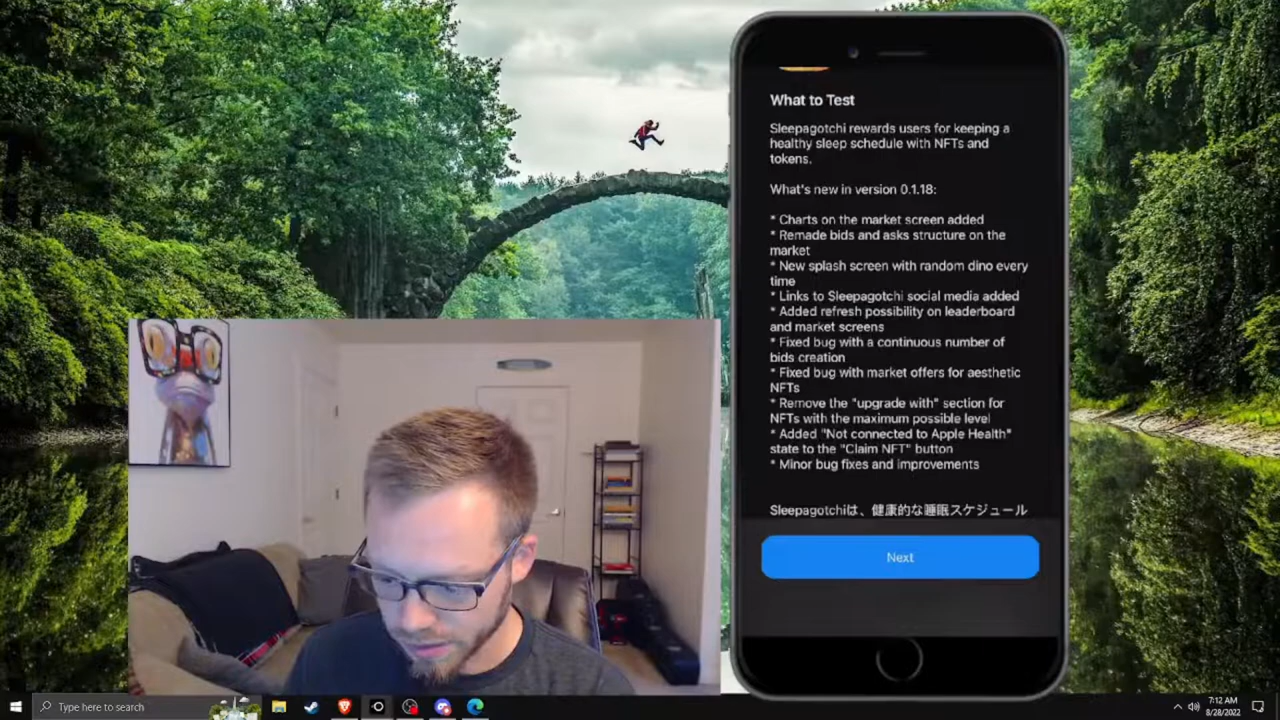 What to Test
Sleepagotchi rewards users for keeping a
healthy sleep schedule with NFTs and
tokens.
What's new in version 0.1.18:
* Charts on the market screen added
* Remade bids and asks structure on the
market
* New splash screen with random dino every
time
* Links to Sleepagotchi social media added
* Added refresh possibility on leaderboard
and market screens
* Fixed bug with a continuous number of
bids creation
* Fixed bug with market offers for aesthetic
NFTs
* Remove the "upgrade with" section for
NFTs with the maximum possible level
* Added "Not connected to Apple Health"
state to the "Claim NFT" button
* Minor bug fixes and improvements
Sleepagotchiは、健康的な睡眠スケジュール
Next
Type here to search
7:12 AM
8/28/2022